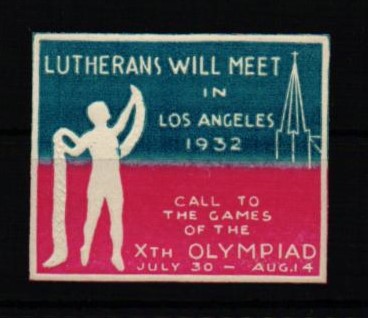 LUTHERANS WILL MEET
IN
LOS ANGELES
1932
CALL TO
THE GAMES
OF THE
XTH OLYMPIAD
JULY 30 — AUG.14